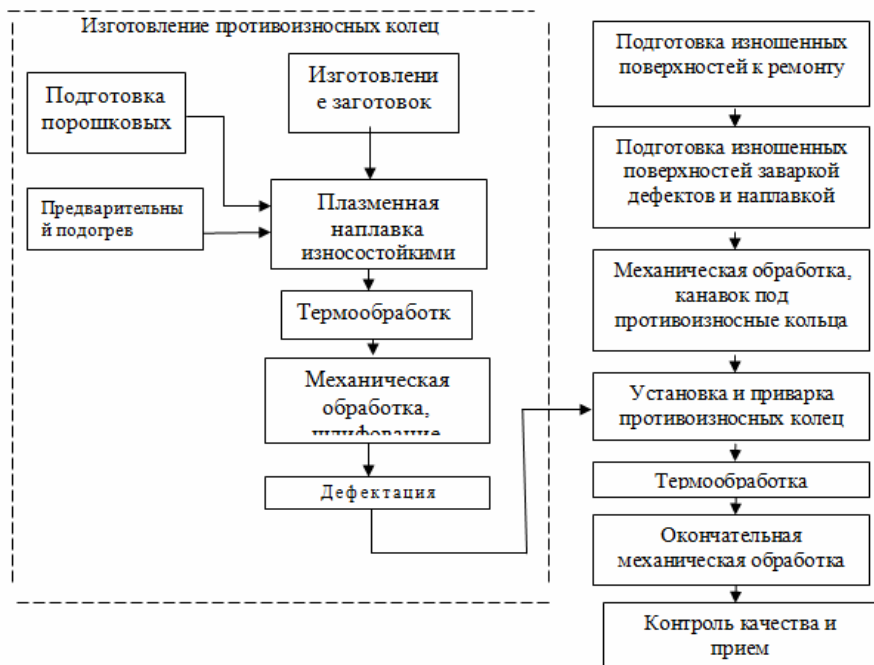 Изготовление противоизносных колец
Изготовлени
е заготовок
Подготовка
порошковых
Предварительны
й подогрев
Плазменная
наплавка
износостойкими
Термообработк
Механическая
обработка,
шлифование
Дефектация
Подготовка изношенных
поверхностей к ремонту
Подготовка изношенных
поверхностей заваркой
дефектов и наплавкой
Механическая обработка,
канавок под
противоизносные кольца
Установка и приварка
противоизносных колец
Термообработка
Окончательная
механическая обработка
Контроль качества и
прием